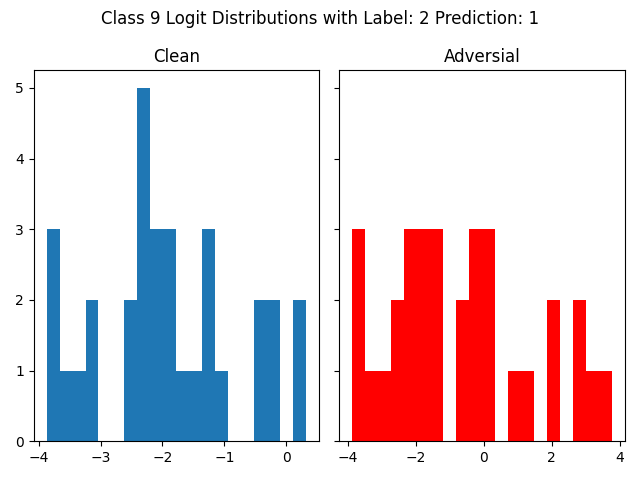 Class 9 Logit Distributions with Label: 2 Prediction: 1
Clean
Adversial
5
4
3
2
1
0
−4 −3 −2 −1 0
−4 −2 0 2 4